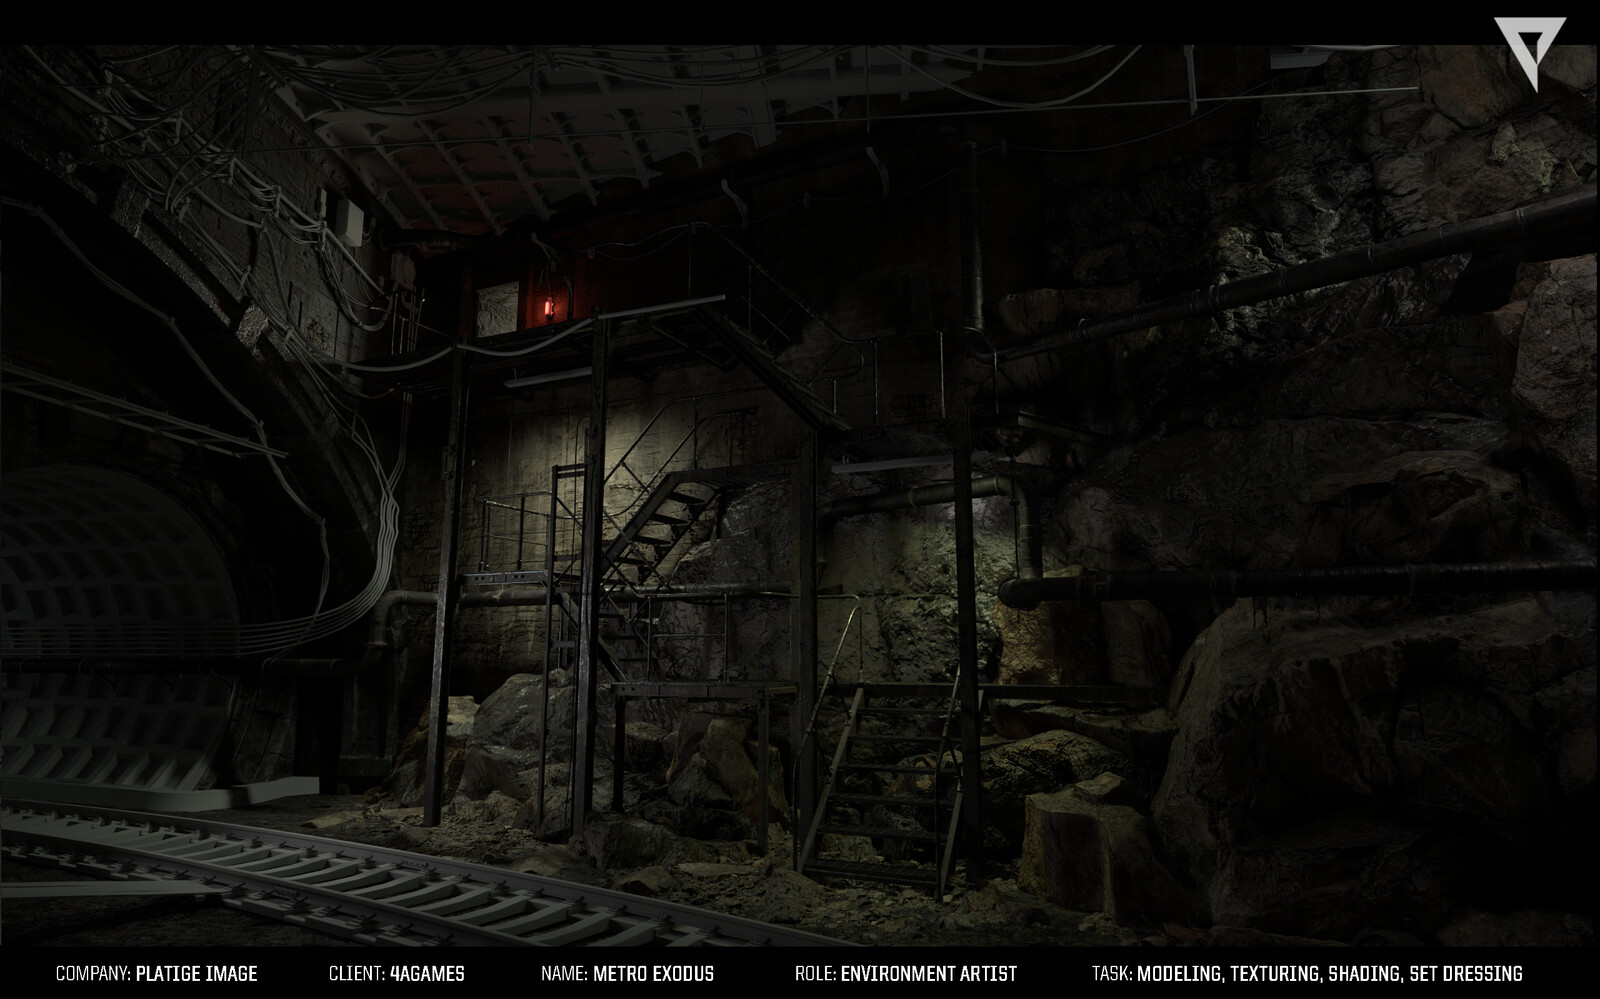 COMPANY: PLATIGE IMAGE CLIENT: 4AGAMES NAME: METRO EXODUS ROLE: ENVIRONMENT ARTIST TASK: MODELING, TEXTURING, SHADING, SET DRESSING